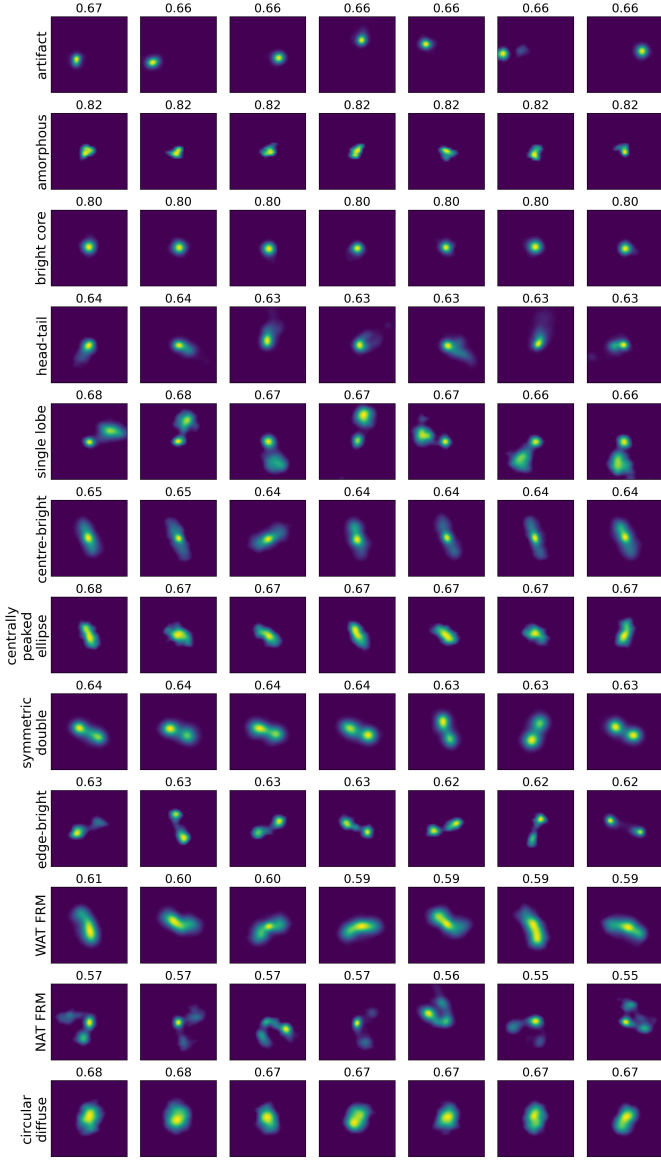 0.67 0.66 0.66 0.66 0.66 0.66 0.66
artifact
0.82 0.82 0.82 0.82 0.82 0.82 0.82
amorphous
0.80 0.80 0.80 0.80 0.80 0.80 0.80
bright core
0.64 0.64 0.63 0.63 0.63 0.63 0.63
head-tail
0.68 0.68 0.67 0.67 0.67 0.66 0.66
single lobe
0.65 0.65 0.64 0.64 0.64 0.64 0.64
centre-bright
0.68 0.67 0.67 0.67 0.67 0.67 0.67
centrally
peaked
ellipse
0.64 0.64 0.64 0.64 0.63 0.63 0.63
symmetric
double
0.63 0.63 0.63 0.63 0.62 0.62 0.62
edge-bright
0.61 0.60 0.60 0.59 0.59 0.59 0.59
WAT FRM
0.57 0.57 0.57 0.57 0.56 0.55 0.55
NAT FRM
0.68 0.68 0.67 0.67 0.67 0.67 0.67
circular
diffuse